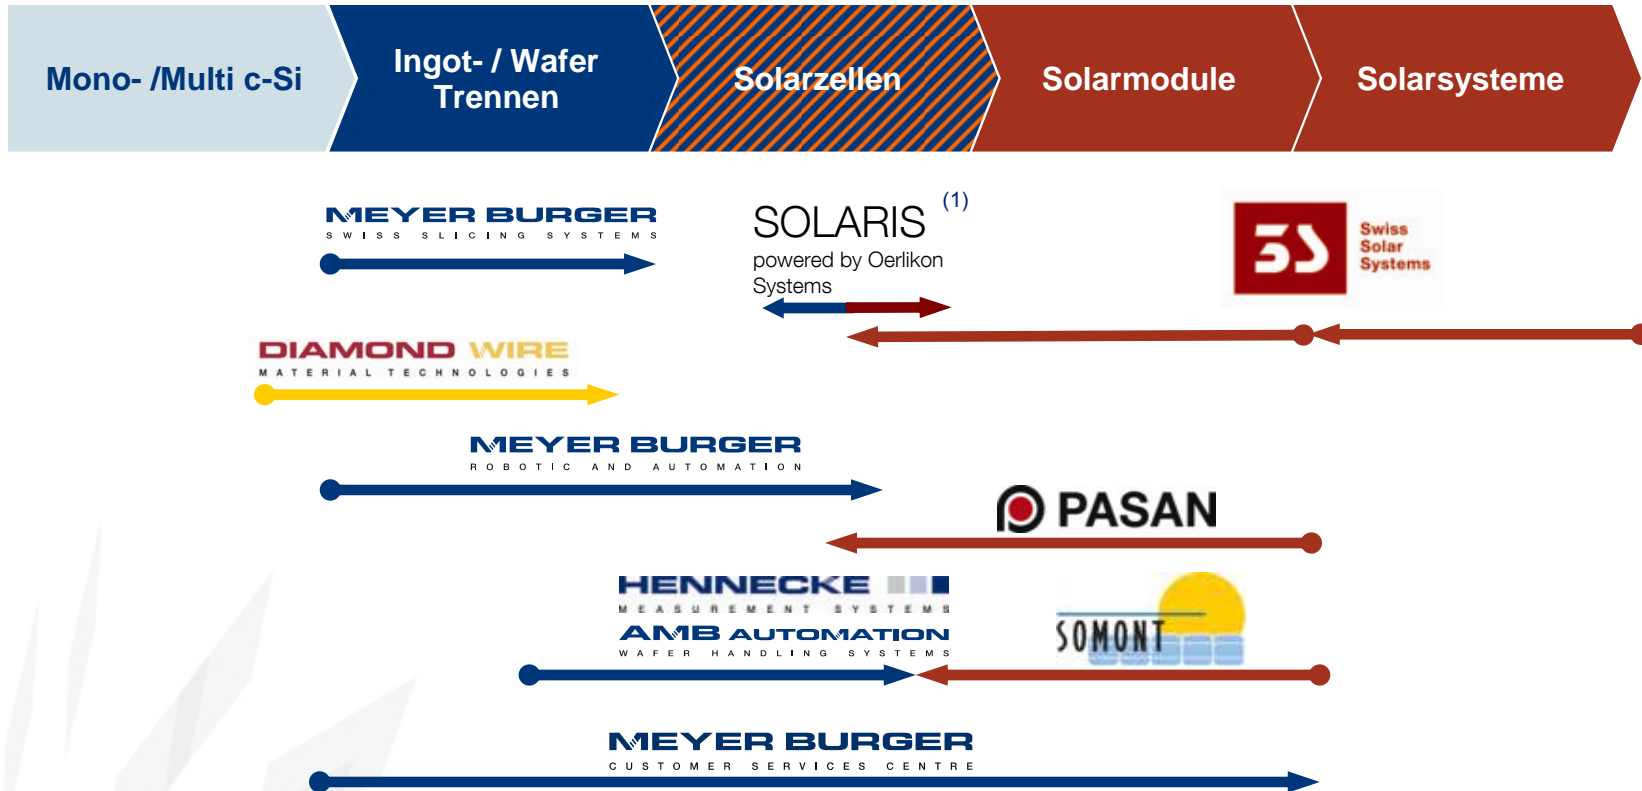 Mono- /Multi c-Si
Ingot- / Wafer
Trennen
Solarzellen
Solarmodule
Solarsysteme
MEYER BURGER
SWISS SLICING SYSTEMS
SOLARIS (1)
powered by Oerlikon
Systems
3S
Swiss
Solar
Systems
DIAMOND WIRE
MATERIAL TECHNOLOGIES
MEYER BURGER
ROBOTIC AND AUTOMATION
PASAN
HENNECKE
MEASUREMENT SYSTEMS
AMB AUTOMATION
WAFER HANDLING SYSTEMS
SOMONT
MEYER BURGER
CUSTOMER SERVICES CENTRE